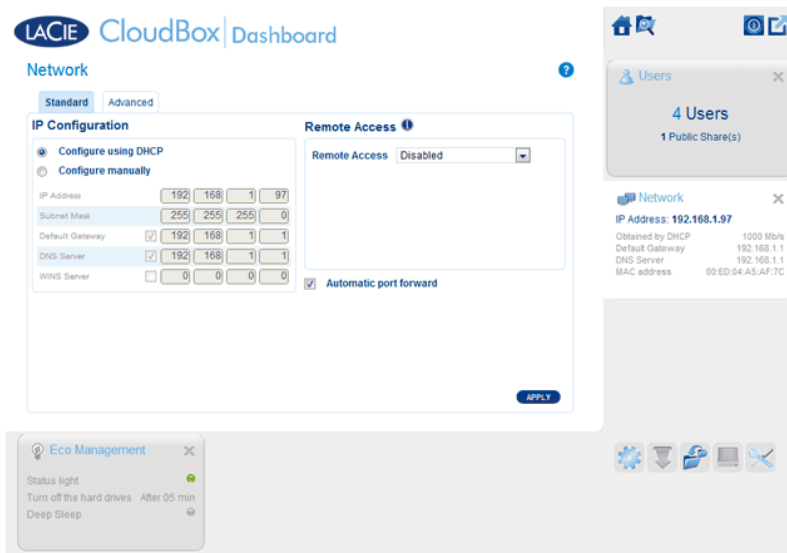 LACIE CloudBox Dashboard
Network
Standard Advanced
IP Configuration
Configure using DHCP
Configure manually
IP Address 192 168 1 97
Subnet Mask 255 255 255 0
Default Gateway 192 168 1 1
DNS Server 192 168 1 1
WINS Server 0 0 0 0
Remote Access
Remote Access Disabled
Automatic port forward
APPLY
Users
4 Users
1 Public Share(s)
Network
IP Address: 192.168.1.97
Obtained by DHCP 1000 Mb/s
Default Gateway 192.168.1.1
DNS Server 192.168.1.1
MAC address 00:ED:04:A5:AF:7C
Eco Management
Status light
Turn off the hard drives After 05 min
Deep Sleep